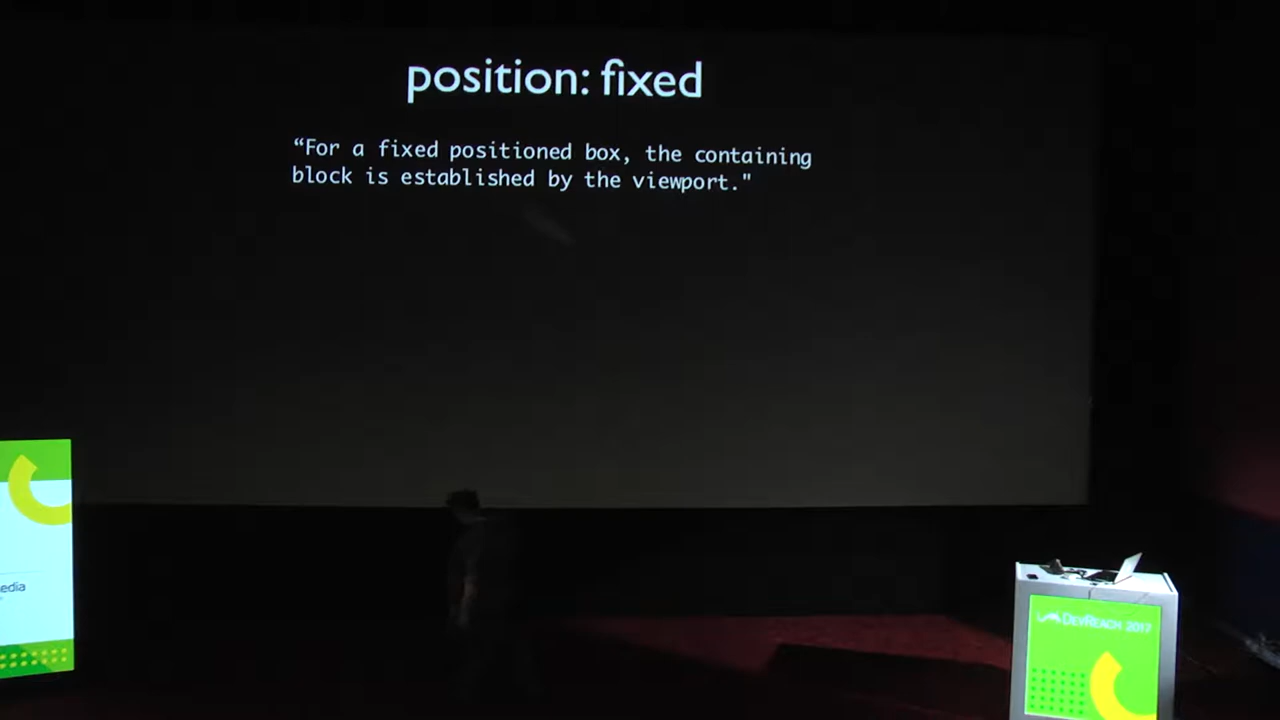 position: fixed
“For a fixed positioned box, the containing
block is established by the viewport."
edia
DEVREACH 2017